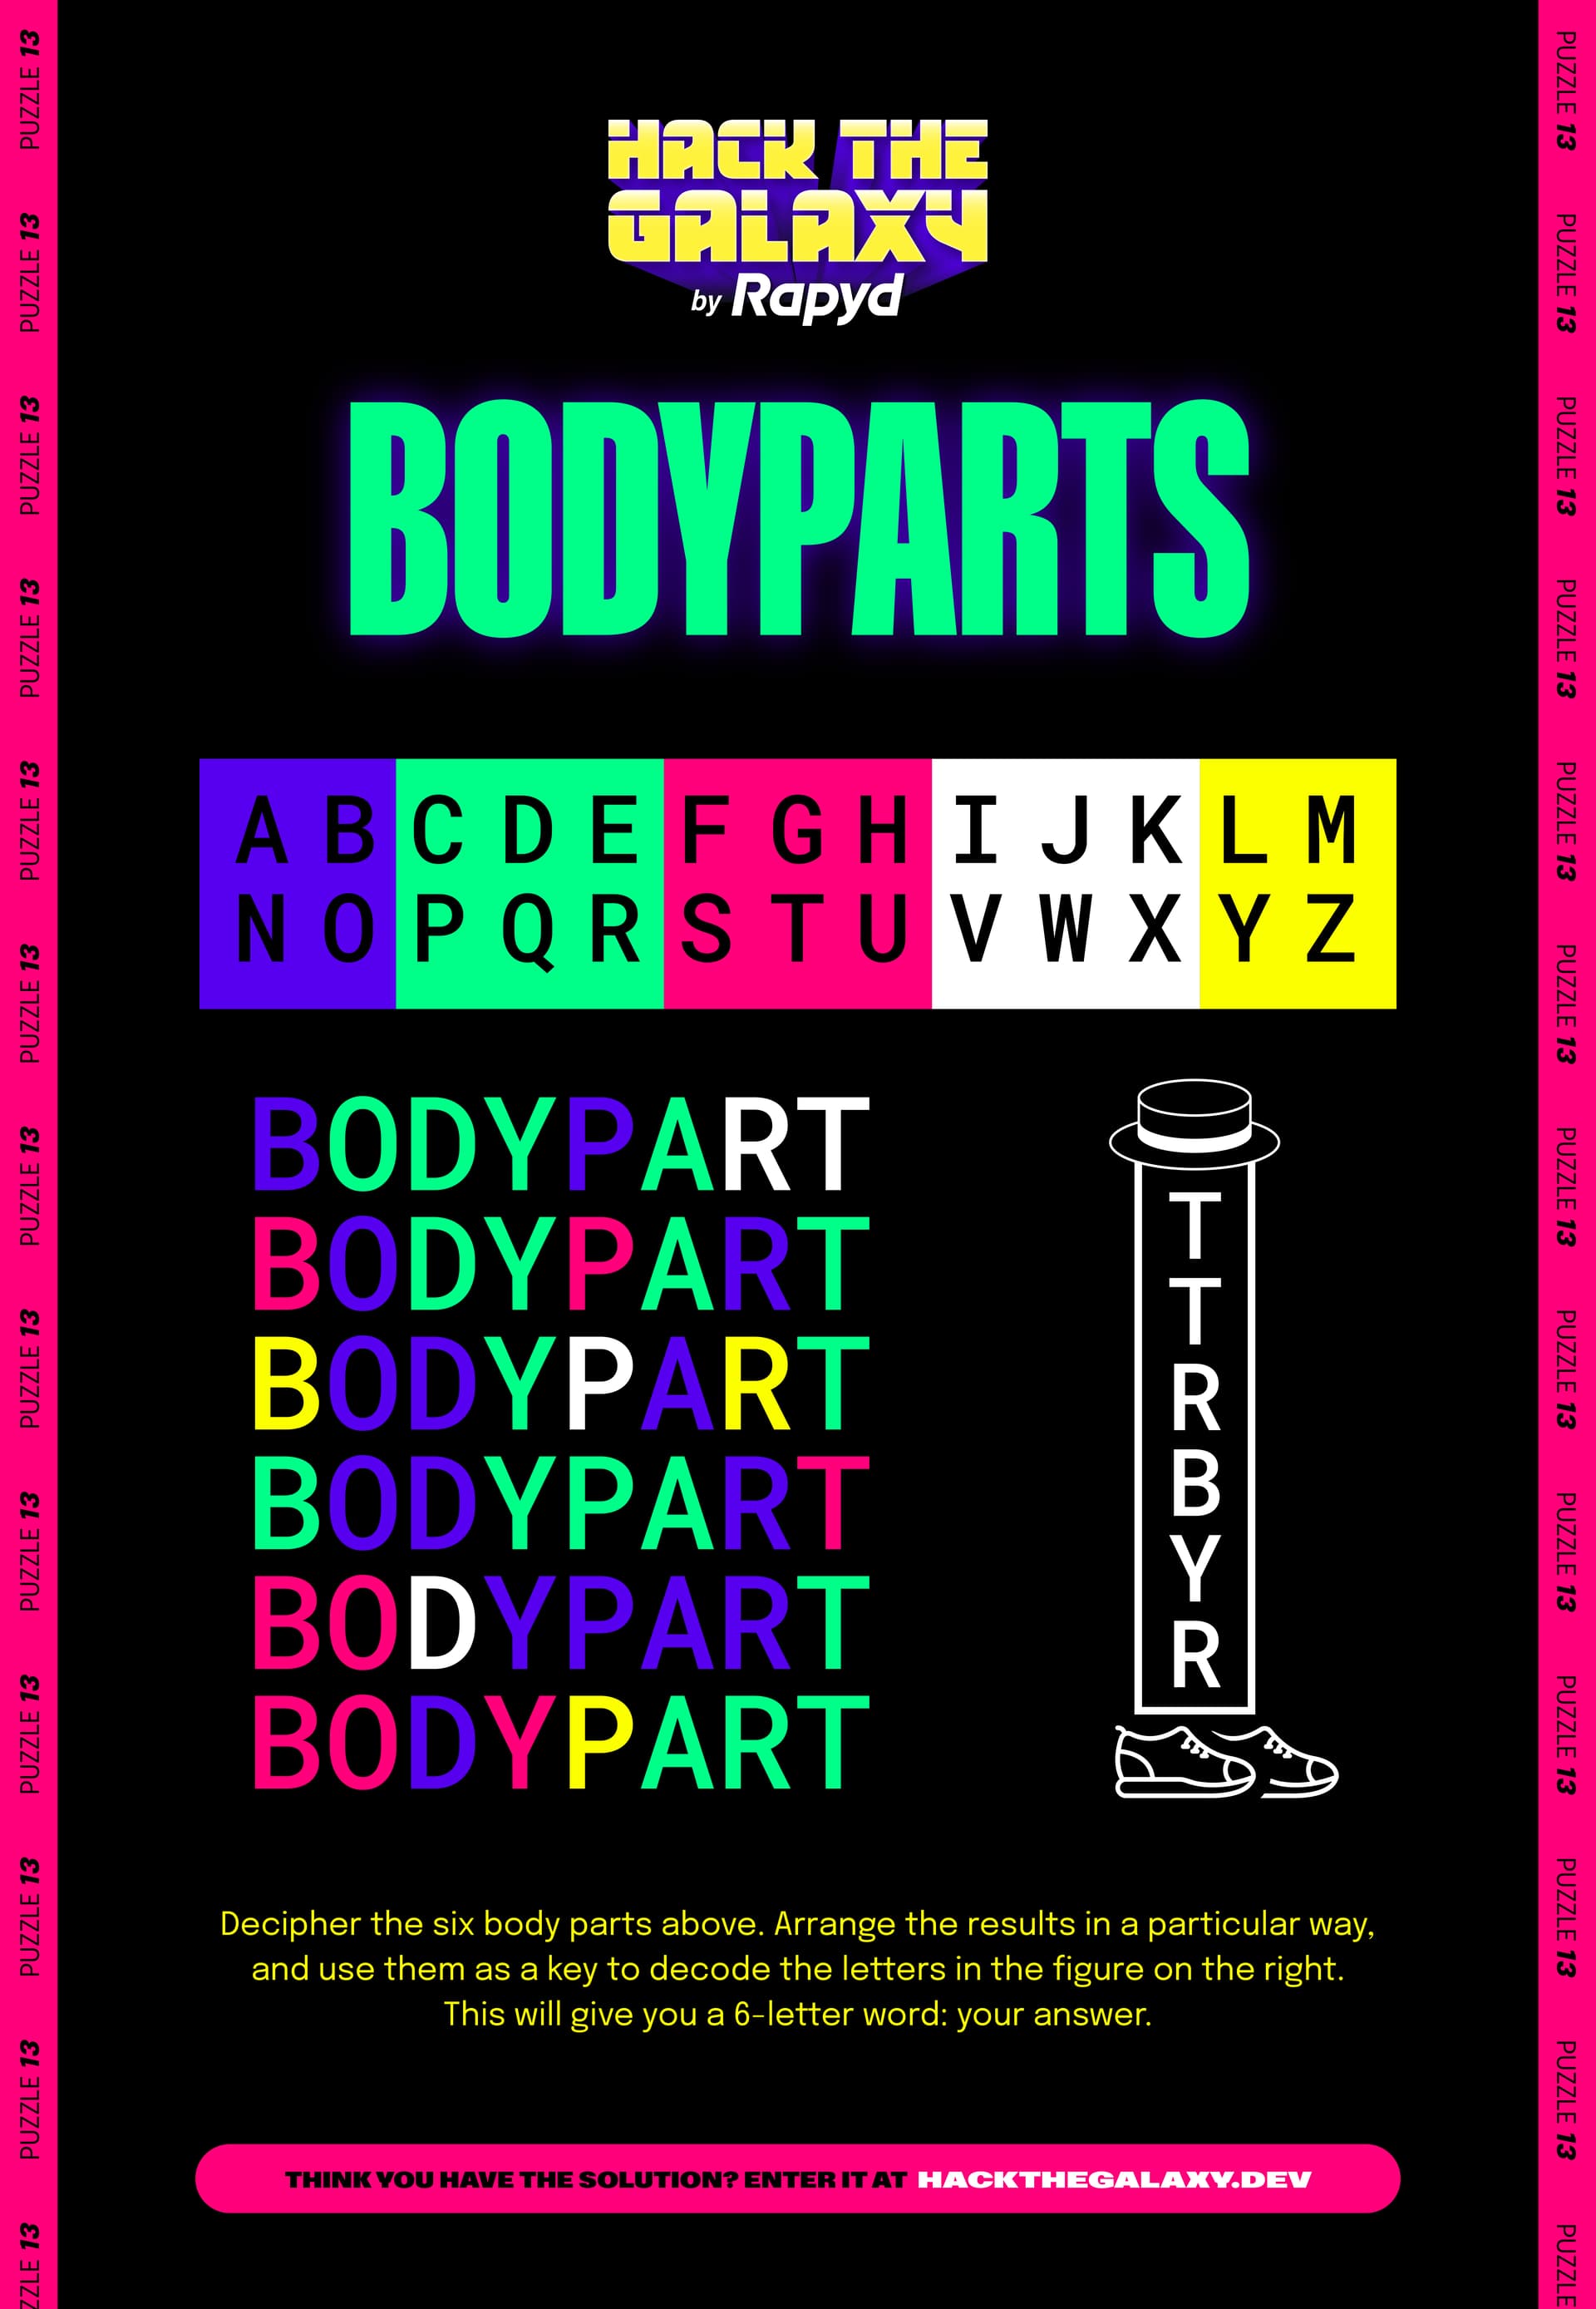 HACK THE
GALAXY
by Rapyd
BODYPARTS
A B C D E F G H I J K L M
N O P Q R S T U V W X Y Z
BODYPART
BODYPART
BODYPART
BODYPART
BODYPART
BODYPART
T
T
R
B
Y
R
Decipher the six body parts above. Arrange the results in a particular way,
and use them as a key to decode the letters in the figure on the right.
This will give you a 6-letter word: your answer.
THINK YOU HAVE THE SOLUTION? ENTER IT AT HACKTHEGALAXY.DEV
PUZZLE 13
PUZZLE 13
PUZZLE 13
PUZZLE 13
PUZZLE 13
PUZZLE 13
PUZZLE 13
PUZZLE 13
PUZZLE 13
PUZZLE 13
PUZZLE 13
PUZZLE 13
ZZLE 13
PUZZLE 13
PUZZLE 13
PUZZLE 13
PUZZLE 13
PUZZLE 13
PUZZLE 13
PUZZLE 13
PUZZLE 13
PUZZLE 13
PUZZLE 13
PUZZLE 13
PUZZLE 13
PUZZLE